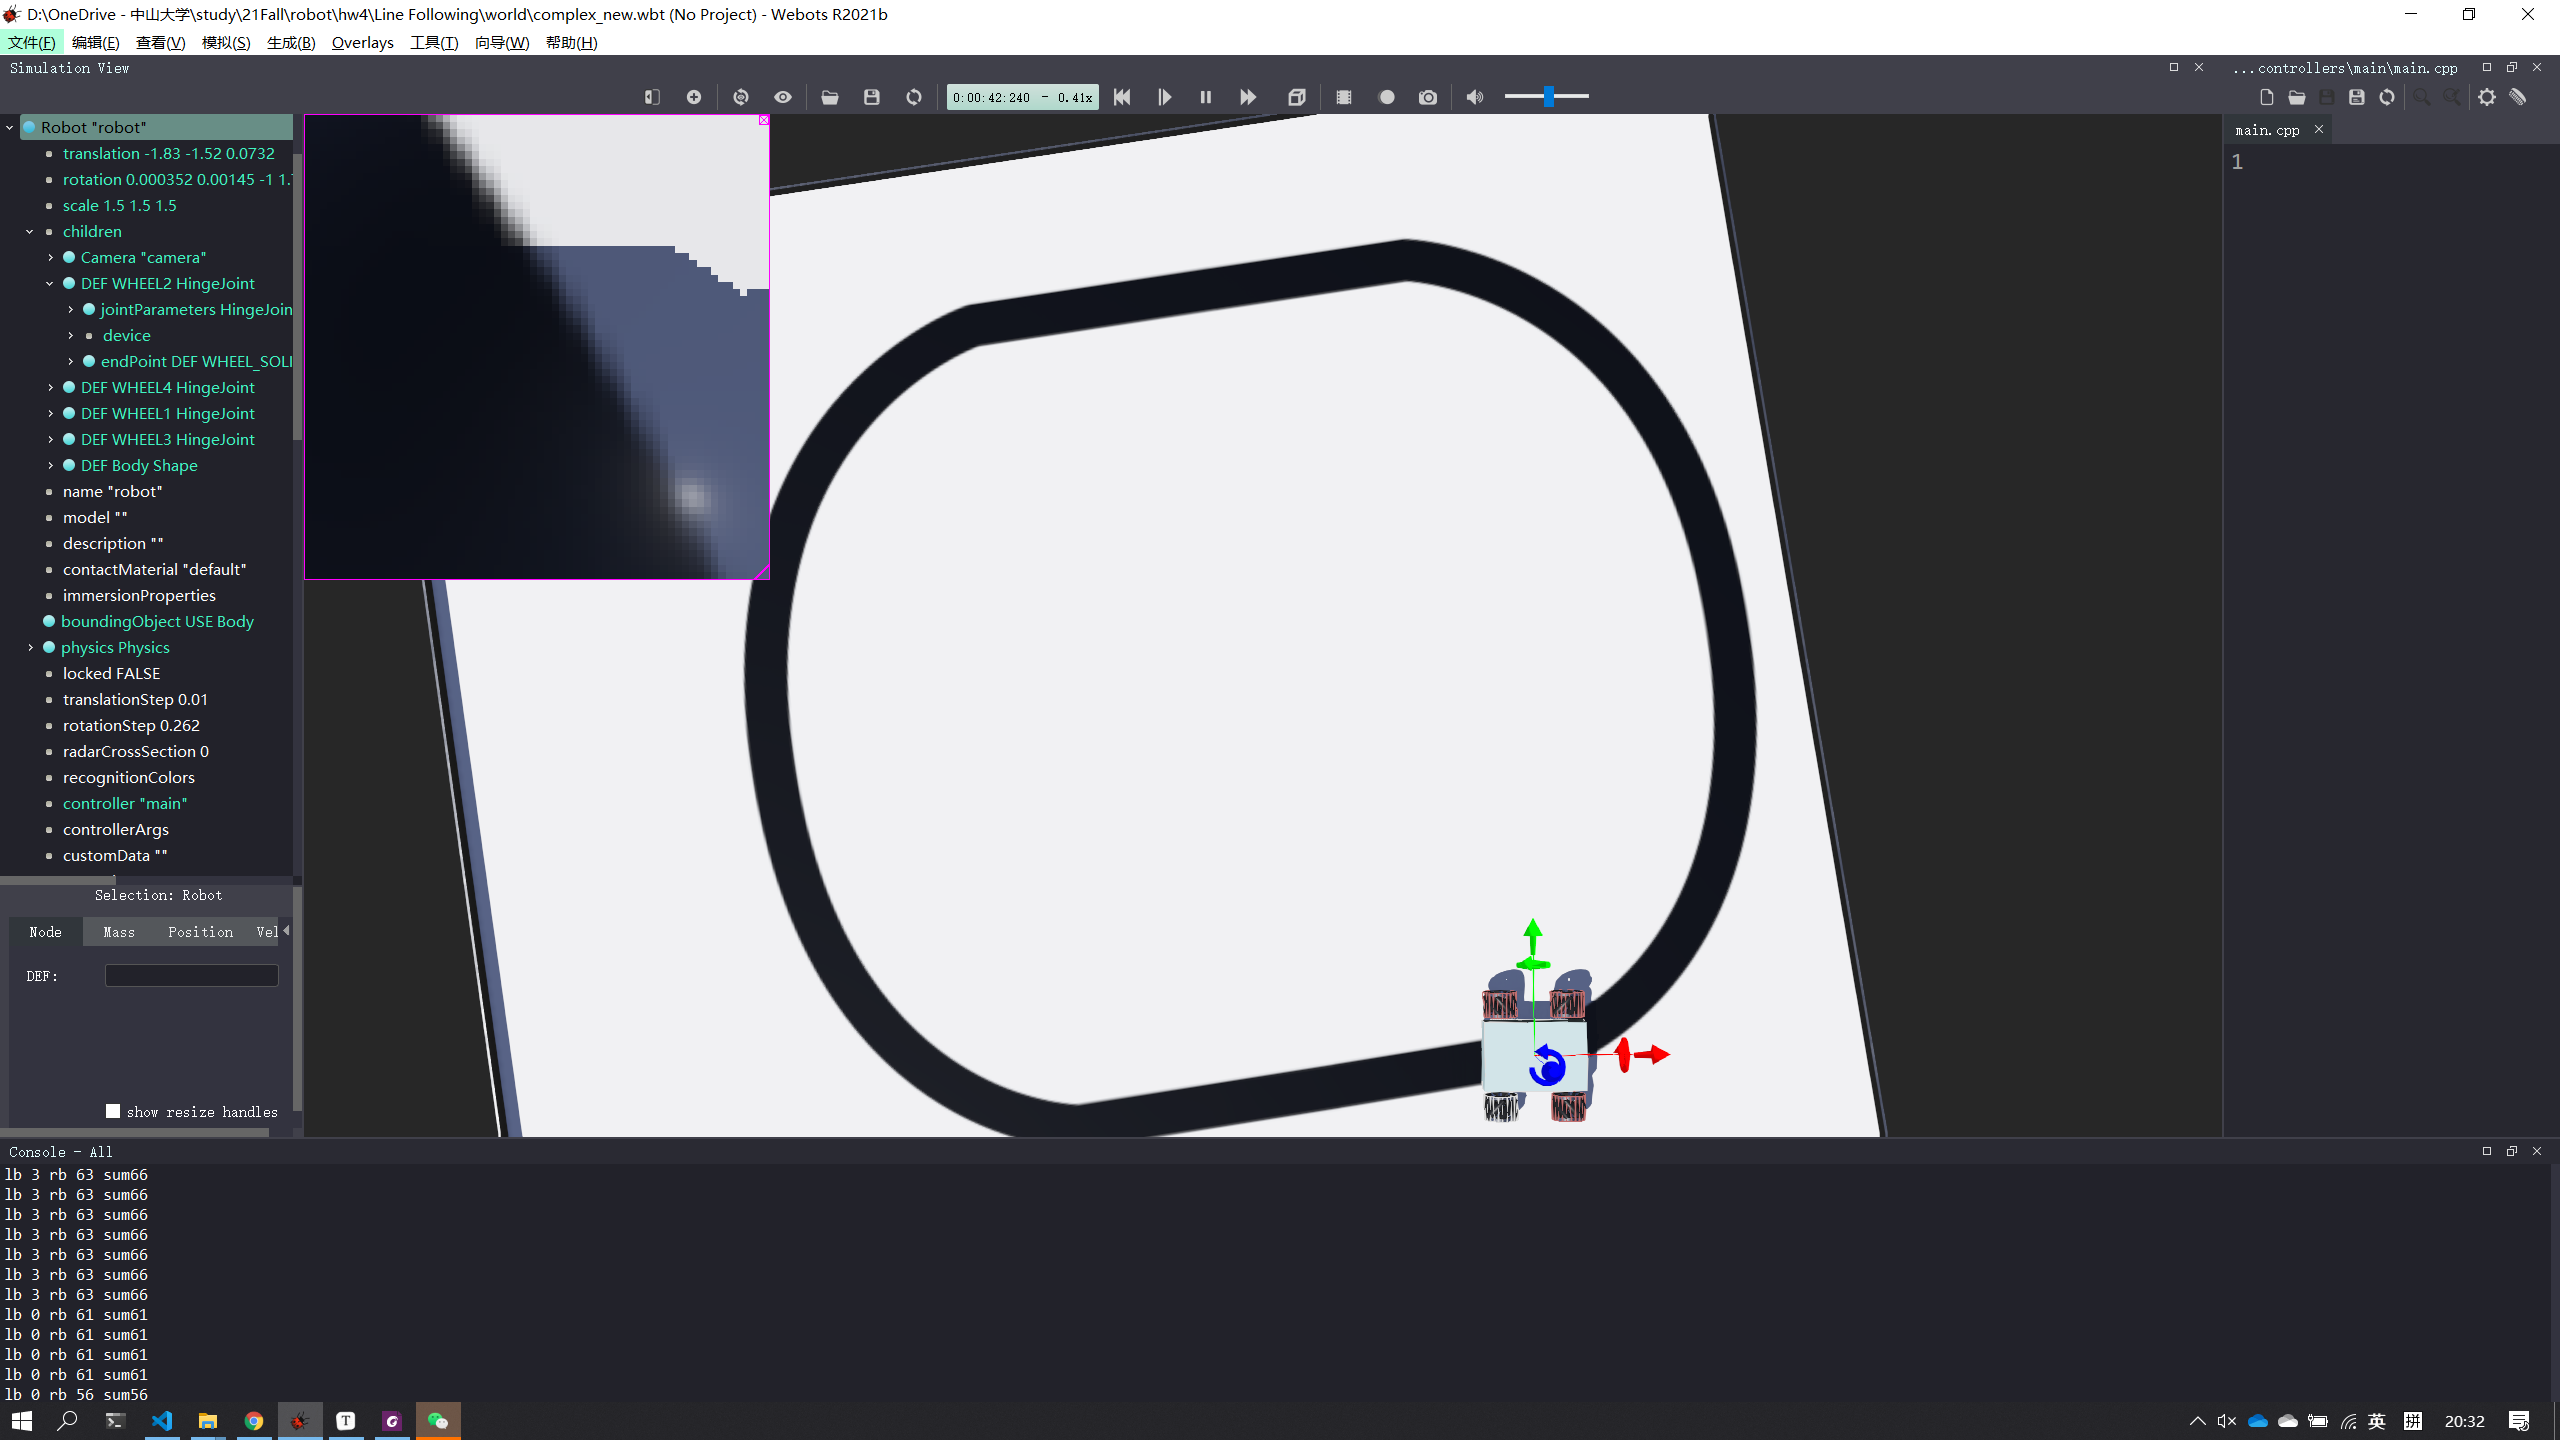 D:\OneDrive - 中山大学\study\21Fall\robot\hw4\Line Following\world\complex_new.wbt (No Project) - Webots R2021b
文件(F) 编辑(E) 查看(V) 模拟(S) 生成(B) Overlays 工具(T) 向导(W) 帮助(H)
Simulation View
...controllers\main\main.cpp
0:00:42:240 - 0.41x
main.cpp
1
Robot "robot"
translation -1.83 -1.52 0.0732
rotation 0.000352 0.00145 -1 1.
scale 1.5 1.5 1.5
children
Camera "camera"
DEF WHEEL2 HingeJoint
jointParameters HingeJoin
device
endPoint DEF WHEEL_SOLI
DEF WHEEL4 HingeJoint
DEF WHEEL1 HingeJoint
DEF WHEEL3 HingeJoint
DEF Body Shape
name "robot"
model ""
description ""
contactMaterial "default"
immersionProperties
boundingObject USE Body
physics Physics
locked FALSE
translationStep 0.01
rotationStep 0.262
radarCrossSection 0
recognitionColors
controller "main"
controllerArgs
customData ""
Selection: Robot
Node Mass Position Vel
DEF:
show resize handles
Console - All
lb 3 rb 63 sum66
lb 3 rb 63 sum66
lb 3 rb 63 sum66
lb 3 rb 63 sum66
lb 3 rb 63 sum66
lb 3 rb 63 sum66
lb 3 rb 63 sum66
lb 0 rb 61 sum61
lb 0 rb 61 sum61
lb 0 rb 61 sum61
lb 0 rb 61 sum61
lb 0 rb 56 sum56
英 拼 20:32